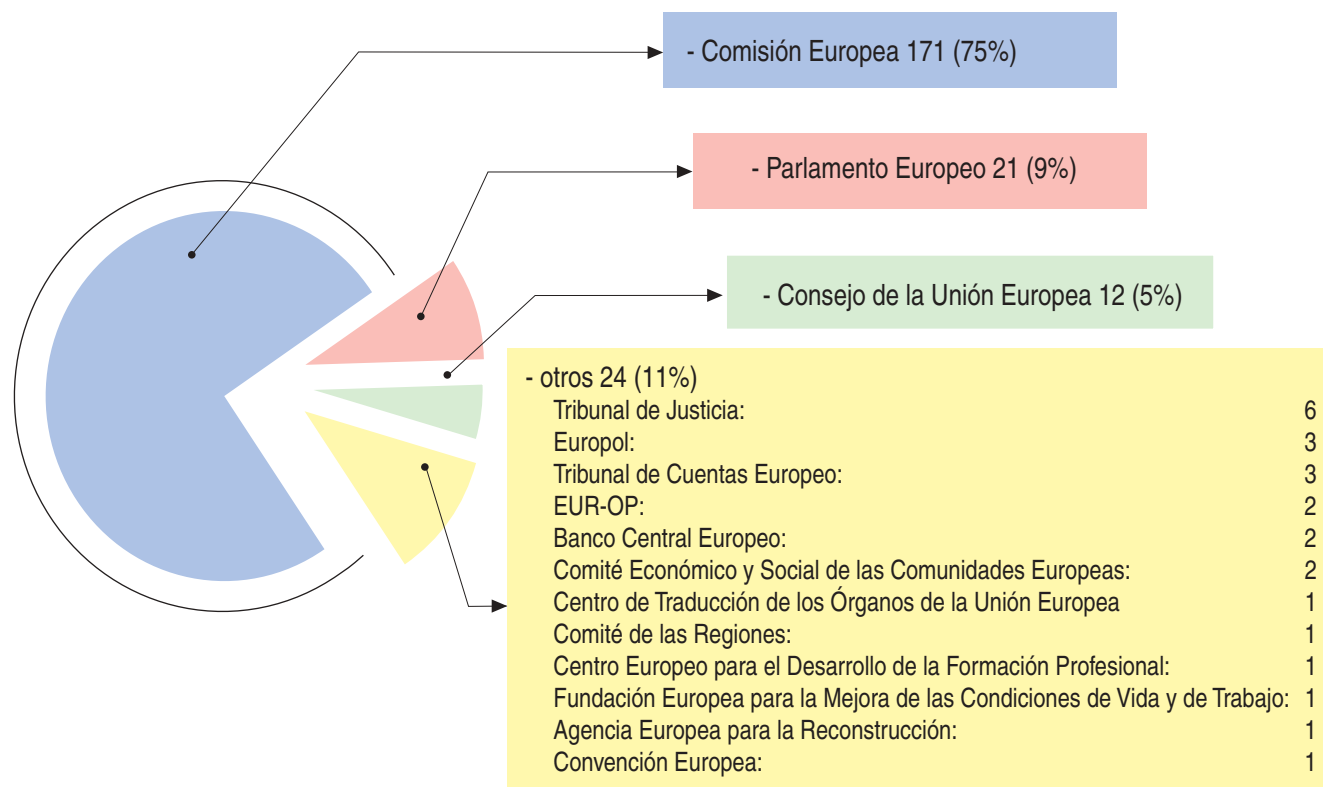 - Comisión Europea 171 (75%)
- Parlamento Europeo 21 (9%)
- Consejo de la Unión Europea 12 (5%)
- otros 24 (11%)
Tribunal de Justicia: 6
Europol: 3
Tribunal de Cuentas Europeo: 3
EUR-OP: 2
Banco Central Europeo: 2
Comité Económico y Social de las Comunidades Europeas: 2
Centro de Traducción de los Órganos de la Unión Europea 1
Comité de las Regiones: 1
Centro Europeo para el Desarrollo de la Formación Profesional: 1
Fundación Europea para la Mejora de las Condiciones de Vida y de Trabajo: 1
Agencia Europea para la Reconstrucción: 1
Convención Europea: 1